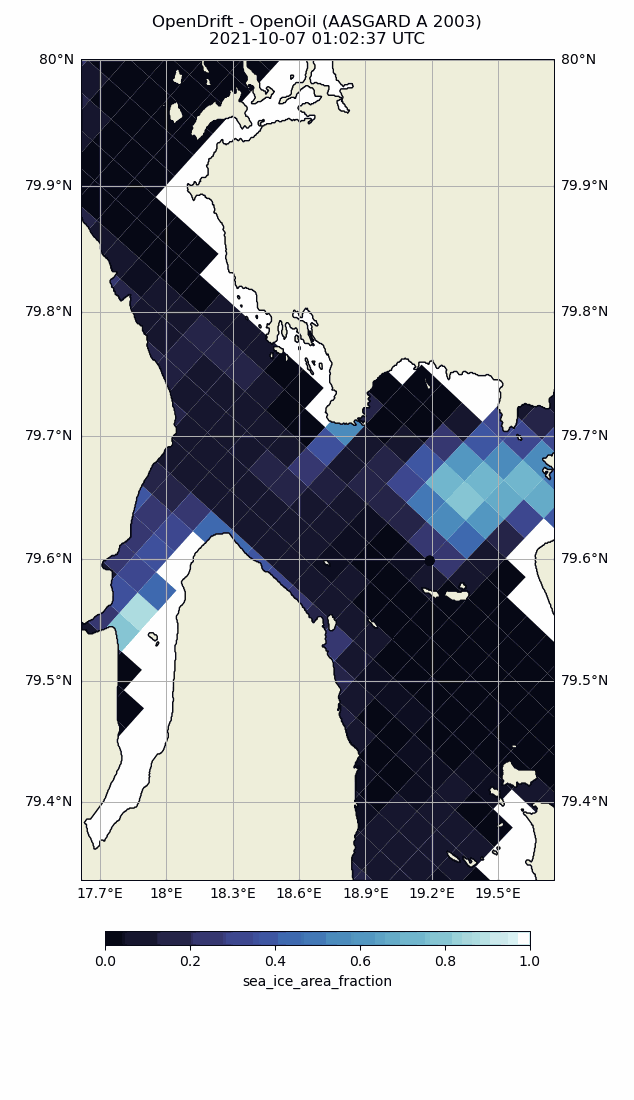 OpenDrift - OpenOil (AASGARD A 2003)
2021-10-07 01:02:37 UTC
80°N 80°N
79.9°N 79.9°N
79.8°N 79.8°N
79.7°N 79.7°N
79.6°N 79.6°N
79.5°N 79.5°N
79.4°N 79.4°N
17.7°E 18°E 18.3°E 18.6°E 18.9°E 19.2°E 19.5°E
0.0 0.2 0.4 0.6 0.8 1.0
sea_ice_area_fraction